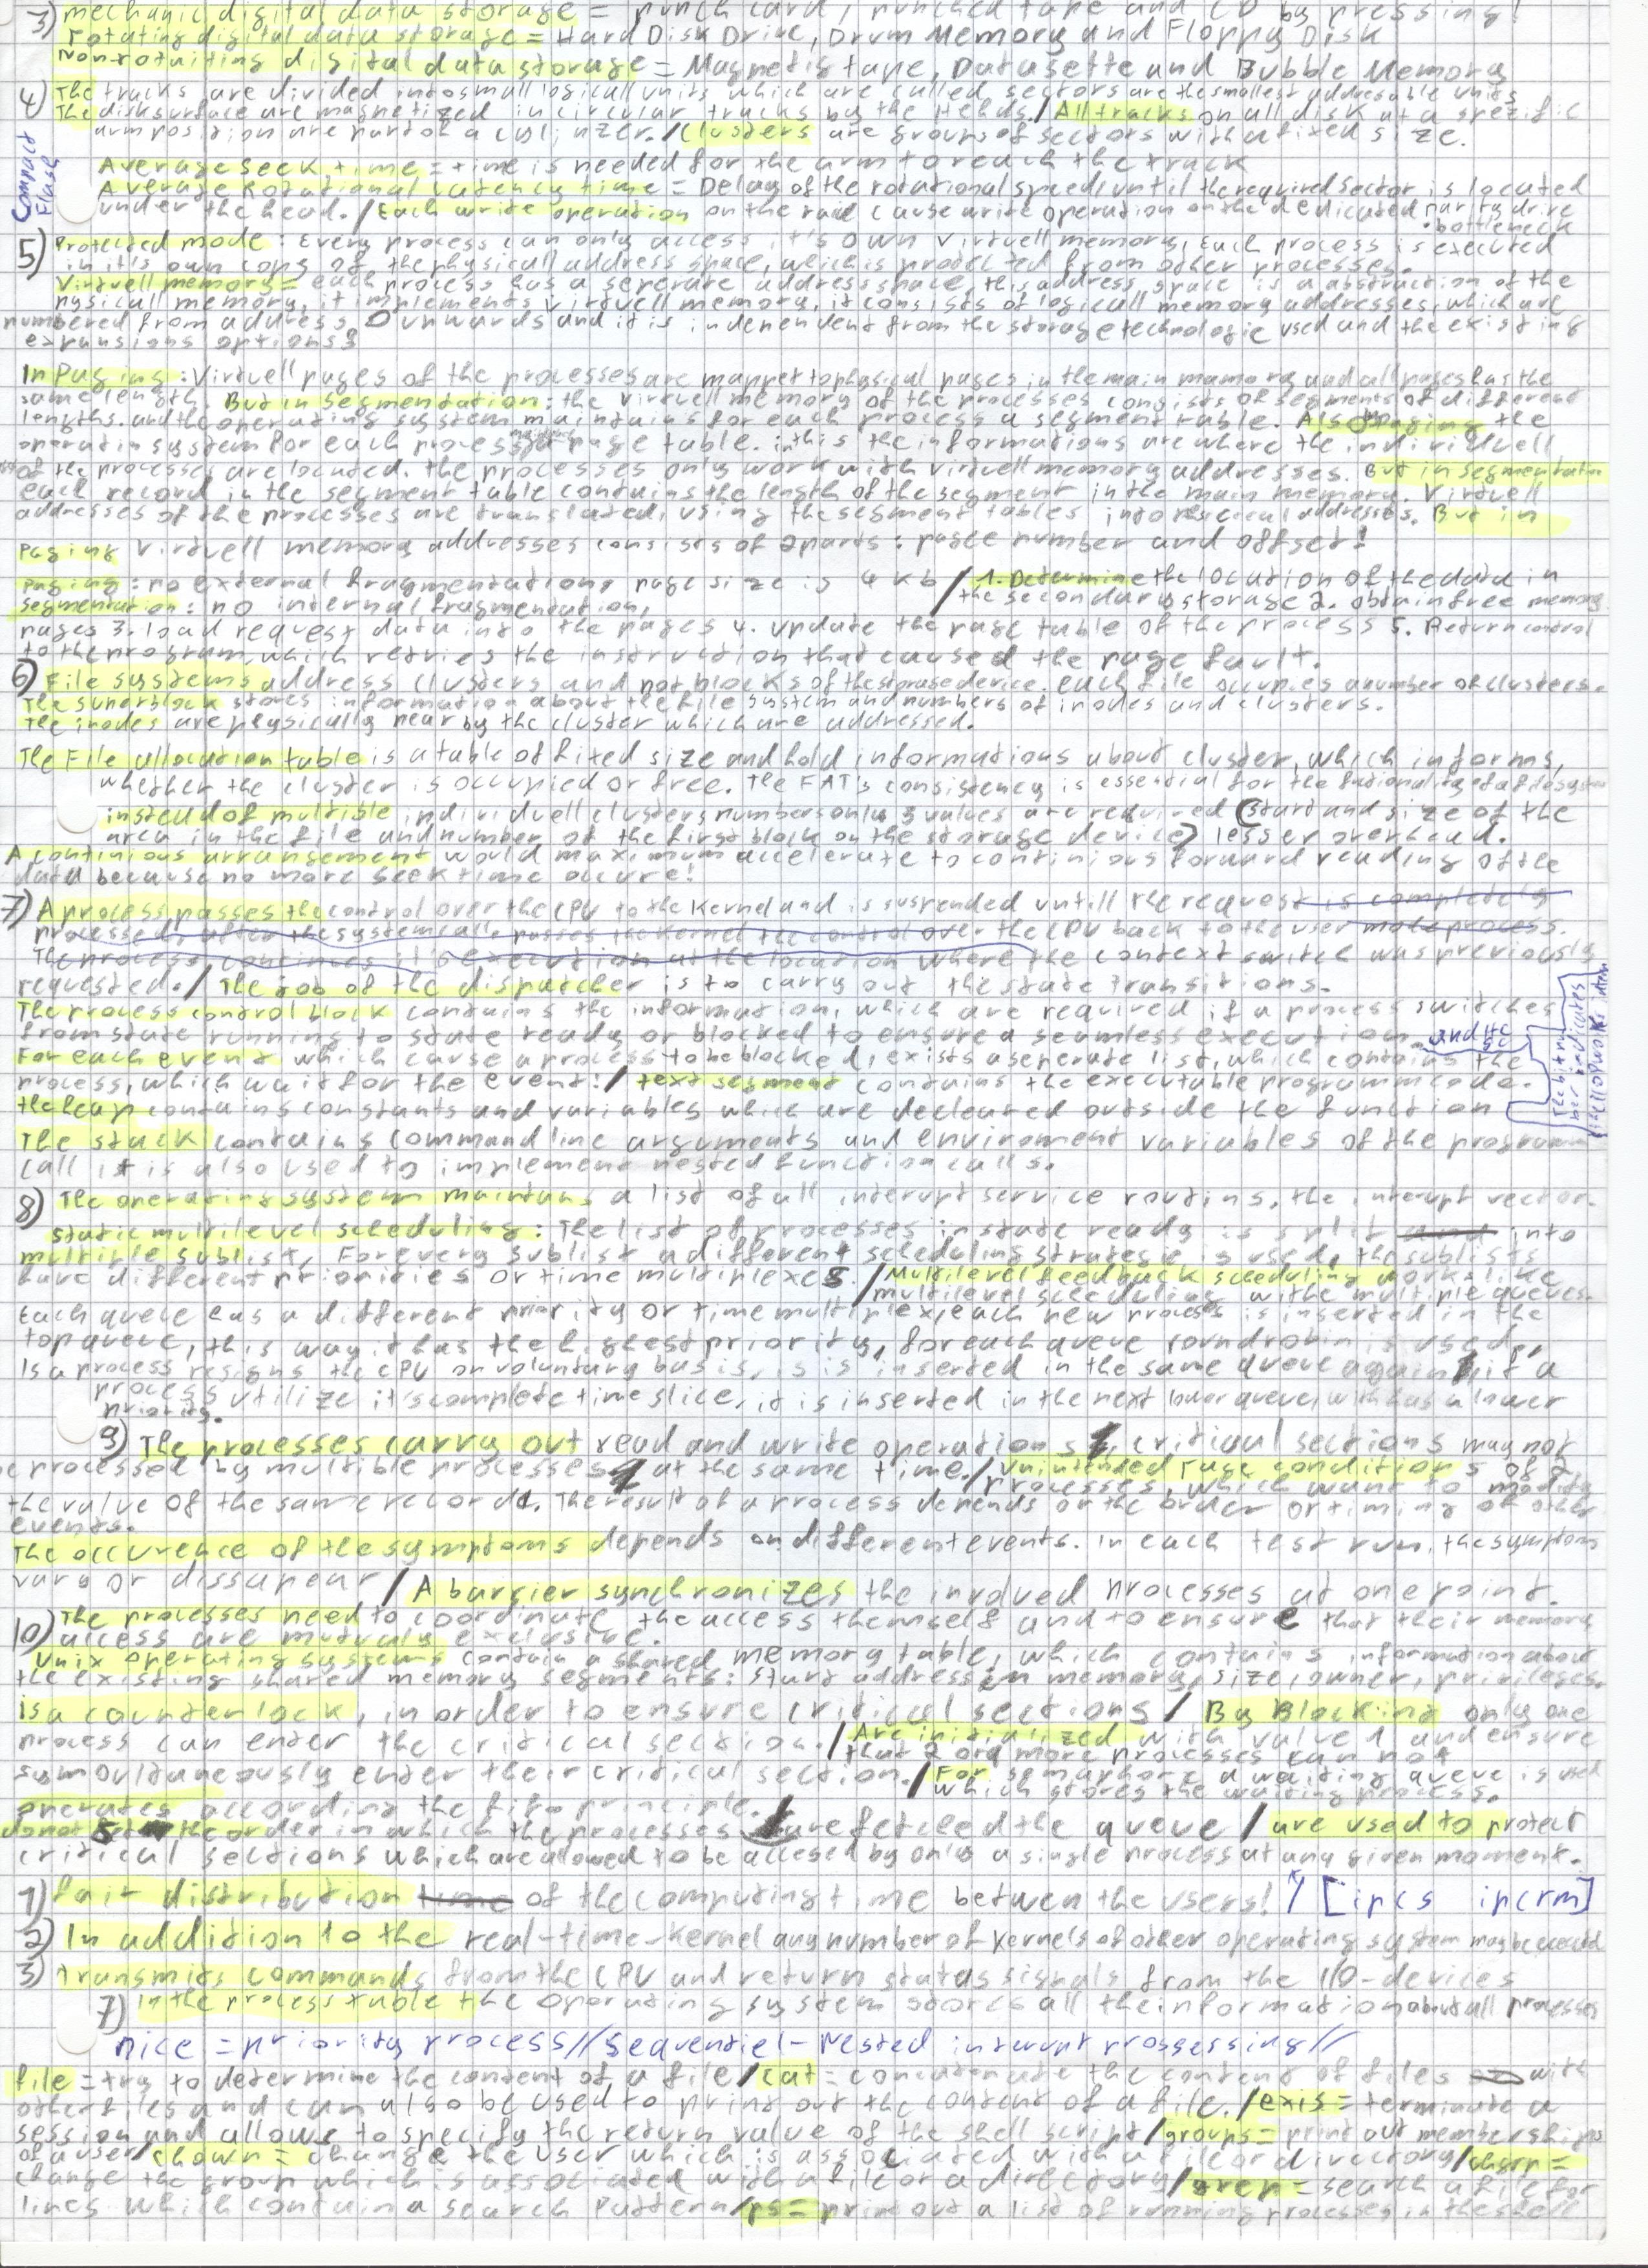 3) mechanic digital data storage = punch card, punched tape and CD by pressing!
rotating digital data storage = Hard Disk Drive, Drum Memory and Floppy Disk
Nonrotaiting digital data storage = Magnetis tape, Datasette and Bubble Memory
4) The tracks are divided into small logicall units which are called sectors are the smallest addresable units
The disksurface are magnetized in circular tracks by the Heads. / All tracks on all disk at a spezific
armposition are part of a cylinzer. / Clusters are groups of sectors with a fixed size.
Compact Flash
Average Seek time = time is needed for the arm to reach the track
Average Rotational Latency time = Delay of the rotational speed until the required Sector is located
under the head. / Each write operation on the raid cause write operation on the dedicated parity drive
• bottleneck
5) Protected mode: Every process can only access it's own virtuell memory, Each process is executed
in it's own copy of the physicall address space, which is protected from other processes.
Virtuell memory = each process has a seperate address space, this address space is a abstraction of the
hysicall memory, it implements virtuell memory, it consists of logicall memory addresses, which are
numbered from address 0 upwards and it is independent from the storage technologie used and the existing
expansions options!
In Paging: Virtuell pages of the processes are mappet to physical pages in the main mamory and all pages has the
same length. But in Segmentation: the virtuell memory of the processes consists of segments of different
lengths. and the operating system maintains for each process a segment table. Also paging the
operatin system for each process page table. in this the informations are where the individuell
of the processes are located. the processes only work with virtuell memory addresses. But in segmentatn
each record in the segment table contains the length of the segment in the main memory. Virtuell
addresses of the processes are translated, using the segment tables into addresses. But in
Paging virtuell memory addresses consists of 2 parts: pagee number and offset!
Paging: no external fragmentation, page size is 4 kb / 1. Determine the location of the data in
Segmentation: no internal fragmentation, the secondary storage 2. obtain free memory
pages 3. load request data into the pages 4. update the page table of the process 5. Return control
to the program, which retries the instruction that caused the page fault.
6) File systems address clusters and not blocks of the storage device. each file occupies a number of clusters.
The superblock stores information about the file system and numbers of inodes and clusters.
the inodes are physically near by the cluster which are addressed.
The File allocation table is a table of fixed size and hold informations about cluster, which informs,
whether the cluster is occupied or free. The FAT's consistency is essential for the
instead of multible individuell clusters numbers only 3 values are required (start and size of the
area in the file and number of the first block on the storage device) lesser overhead.
A continious arrangement would maximum accelerate to continious forward reading of the
data because no more seek time occure!
7) A process passes the control over the CPU to the Kernel and is suspended untill the request is completely
processed, after the system call passes the Kernel the control over the CPU back to the user mode process.
The process continues it's execution at the location where the context switch was previously
requested. / The job of the dispatcher is to carry out the state transitions.
The process control block contains the information, which are required if a process switches
from state running to state ready or blocked to ensure a seamless execution.
For each event which cause a process to be blocked, exists a seperate list, which contains the
process, which wait for the event! / text segment contains the executable programm code.
the heap contains constants and variables which are decleared outside the function
The stack contains command line arguments and enviroment variables of the program
call it is also used to implement nested function calls.
8) The operating system maintans a list of all interupt service routins, the interupt vector.
Static multilevel scheduling: The list of processes in state ready is split and into
multiple sublist, For every sublist a different scheduling strategie is used, the sublists
have different priorities or time multiplexes. / Multilevel feedback scheduling works like
multilevel scheduling with multiple queues.
Each queue has a different priority or time multiplex, each new process is inserted in the
top queue, this way it has the highest priority, for each queue roundrobin is used,
Is a process resigns the CPU on voluntary basis, is is inserted in the same queue again, if a
process utilize it's complete time slice, it is inserted in the next lower queue, with has a lower
priority.
9) The processes carry out read and write operations, critical sections may not
be processed by multible processes at the same time. / Unintended race conditions of 2
processes, which want to modify
the value of the same record. The result of a process depends on the order or timing of other
events.
The occurence of the symptoms depends on different events. in each test run, the symptoms
vary or dissapear / A barrier synchronizes the involved processes at one point.
10) The processes need to coordinate the access themself and to ensure that their memory
access are mutualy exclusive.
Unix operating systems contain a shared memory table, which contains information about
the existing shared memory segments: start address in memory, size, owner, privileges.
is a counterlock, in order to ensure critical sections / By Blocking only one
process can enter the critical section. / Are initialized with value 1 and ensure
that 2 ord more processes can not
symoultaneously enter their critical section. / For semaphore a waiting queue is used
which stores the waiting process.
operates according the fifo principle. /
donot set the order in which the processes are fetched the queue / are used to protect
critical sections which are allowed to be accesed by only a single process at any given moment.
1) fair distribution time of the computing time betwen the users! [ipcs ipcrm]
2) In addition to the real-time-Kernel any number of Kernels of other operating system may be
3) transmits commands from the CPU and return status signals from the I/O-devices
7) In the process table the operating system stores all the information about all processes
nice = priority process // Sequentiel - Nested interupt prossessing //
file = try to determine the content of a file / cat = concatenate the content of files with
other files and can also be used to print out the content of a file. / exis = terminate a
session and allows to specify the return value of the shell script / groups = print out memberships
of a user / chown = change the user which is associated with a file or directory / chgrp =
change the group which is associated with a file or a directory / grep = search a file for
lines which contain a search pattern / ps = print out a list of running processes in the shell